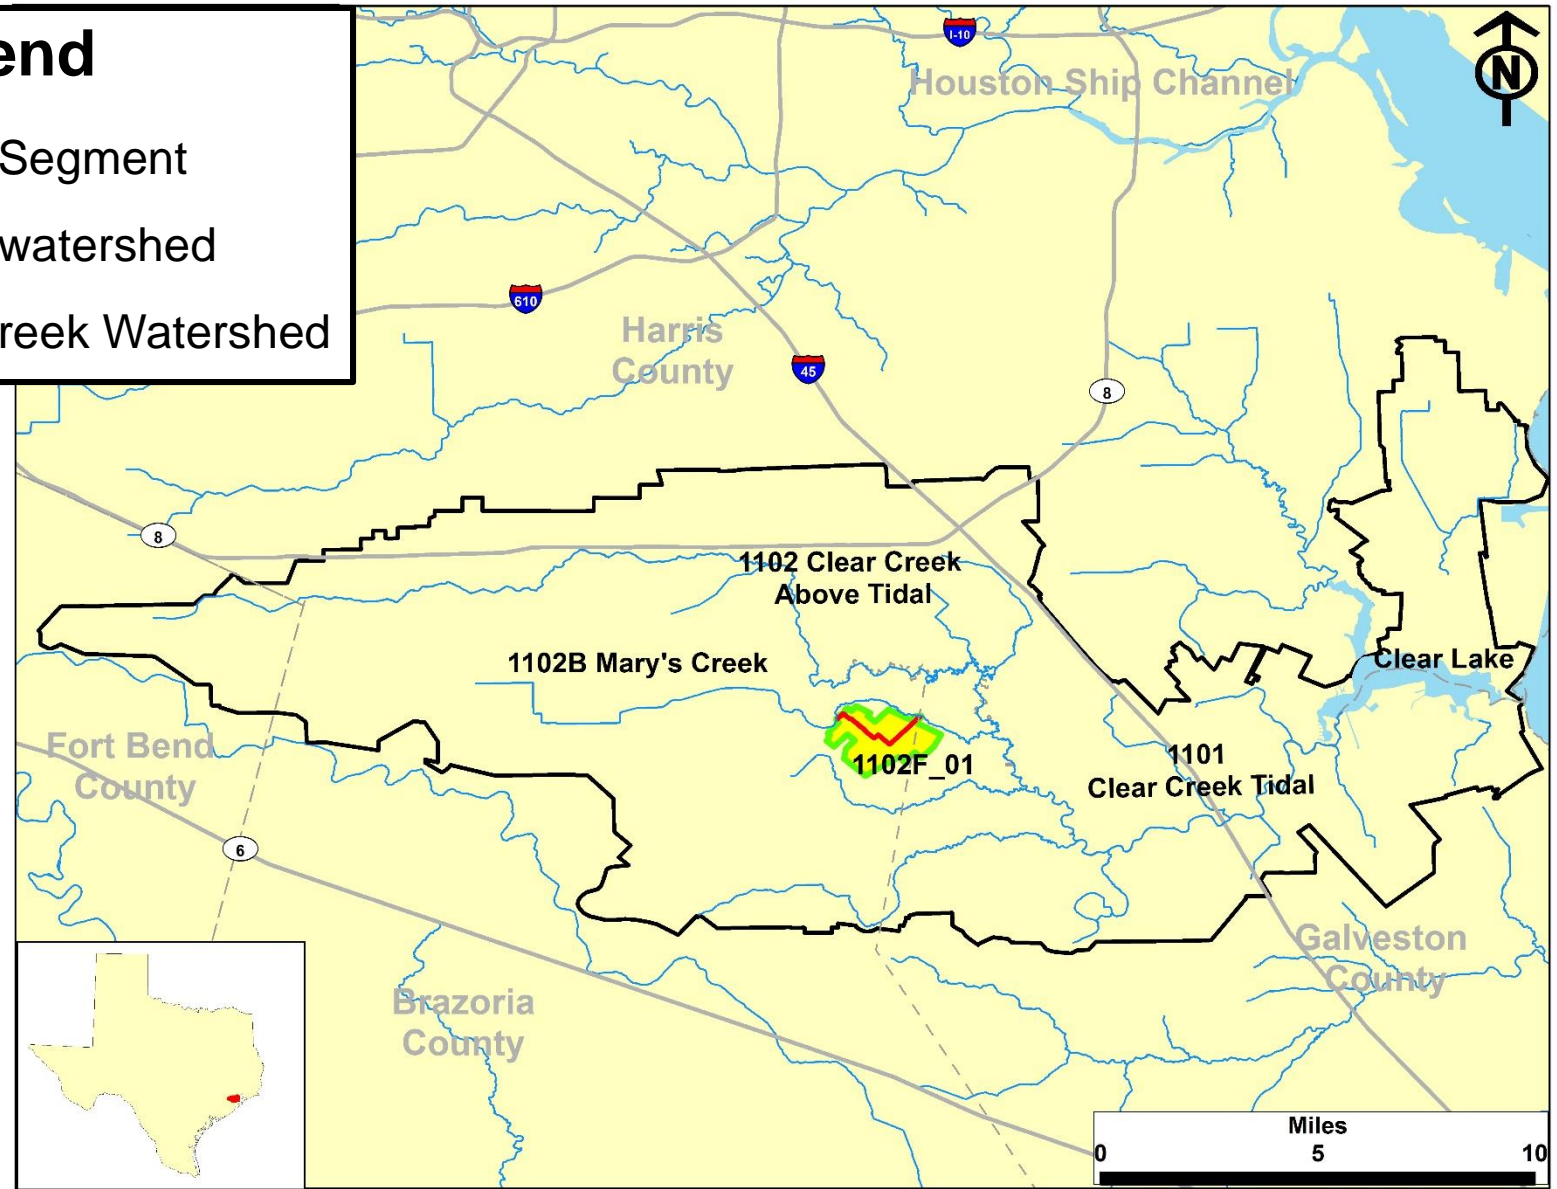 end
Segment
watershed
reek Watershed
I-10
N
Houston Ship Channel
610
Harris
County
45
8
8
1102 Clear Creek
Above Tidal
1102B Mary's Creek
Clear Lake
Fort Bend
County
1102F_01
1101
Clear Creek Tidal
6
Galveston
County
Brazoria
County
Miles
0 5 10